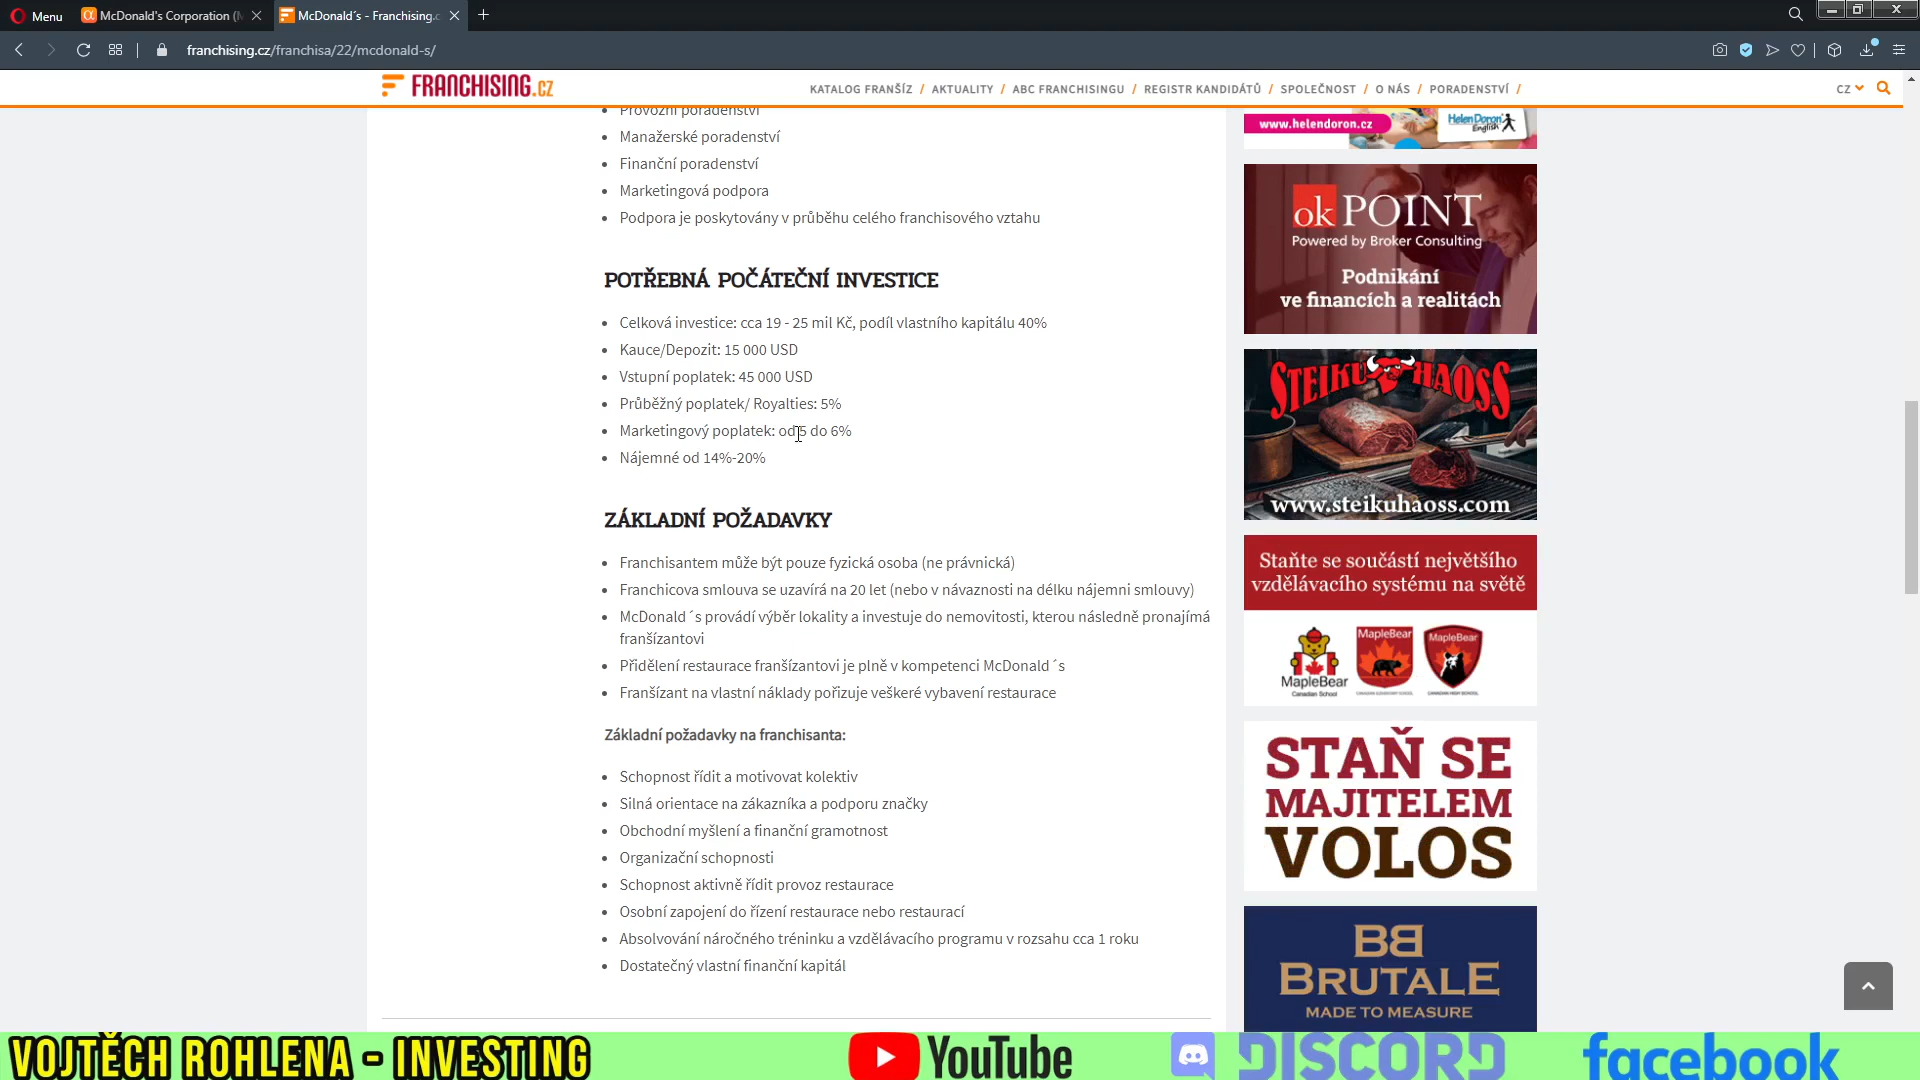 Menu
McDonald's Corporation (
McDonald´s - Franchising.c
franchising.cz/franchisa/22/mcdonald-s/
FRANCHISING.CZ
KATALOG FRANŠÍZ / AKTUALITY / ABC FRANCHISINGU / REGISTR KANDIDÁTŮ / SPOLEČNOST / O NÁS / PORADENSTVÍ /
CZ
Provozní poradenství
Manažerské poradenství
Finanční poradenství
Marketingová podpora
Podpora je poskytovány v průběhu celého franchisového vztahu
POTŘEBNÁ POČÁTEČNÍ INVESTICE
Celková investice: cca 19 - 25 mil Kč, podíl vlastního kapitálu 40%
Kauce/Depozit: 15 000 USD
Vstupní poplatek: 45 000 USD
Průběžný poplatek/ Royalties: 5%
Marketingový poplatek: od 5 do 6%
Nájemné od 14%-20%
ZÁKLADNÍ POŽADAVKY
Franchisantem může být pouze fyzická osoba (ne právnická)
Franchicova smlouva se uzavírá na 20 let (nebo v návaznosti na délku nájemni smlouvy)
McDonald´s provádí výběr lokality a investuje do nemovitosti, kterou následně pronajímá
franšízantovi
Přidělení restaurace franšízantovi je plně v kompetenci McDonald´s
Franšízant na vlastní náklady pořizuje veškeré vybavení restaurace
Základní požadavky na franchisanta:
Schopnost řídit a motivovat kolektiv
Silná orientace na zákazníka a podporu značky
Obchodní myšlení a finanční gramotnost
Organizační schopnosti
Schopnost aktivně řídit provoz restaurace
Osobní zapojení do řízení restaurace nebo restaurací
Absolvování náročného tréninku a vzdělávacího programu v rozsahu cca 1 roku
Dostatečný vlastní finanční kapitál
www.helendoron.cz
Helen Doron
English
ok POINT
Powered by Broker Consulting
Podnikání
ve financích a realitách
STEIKUHAOSS
www.steikuhaoss.com
Staňte se součástí největšího
vzdělávacího systému na světě
MapleBear
MapleBear
MapleBear
Canadian School
STAŇ SE
MAJITELEM
VOLOS
BB
BRUTALE
MADE TO MEASURE
VOJTĚCH ROHLENA - INVESTING
YouTube
DISCORD
facebook